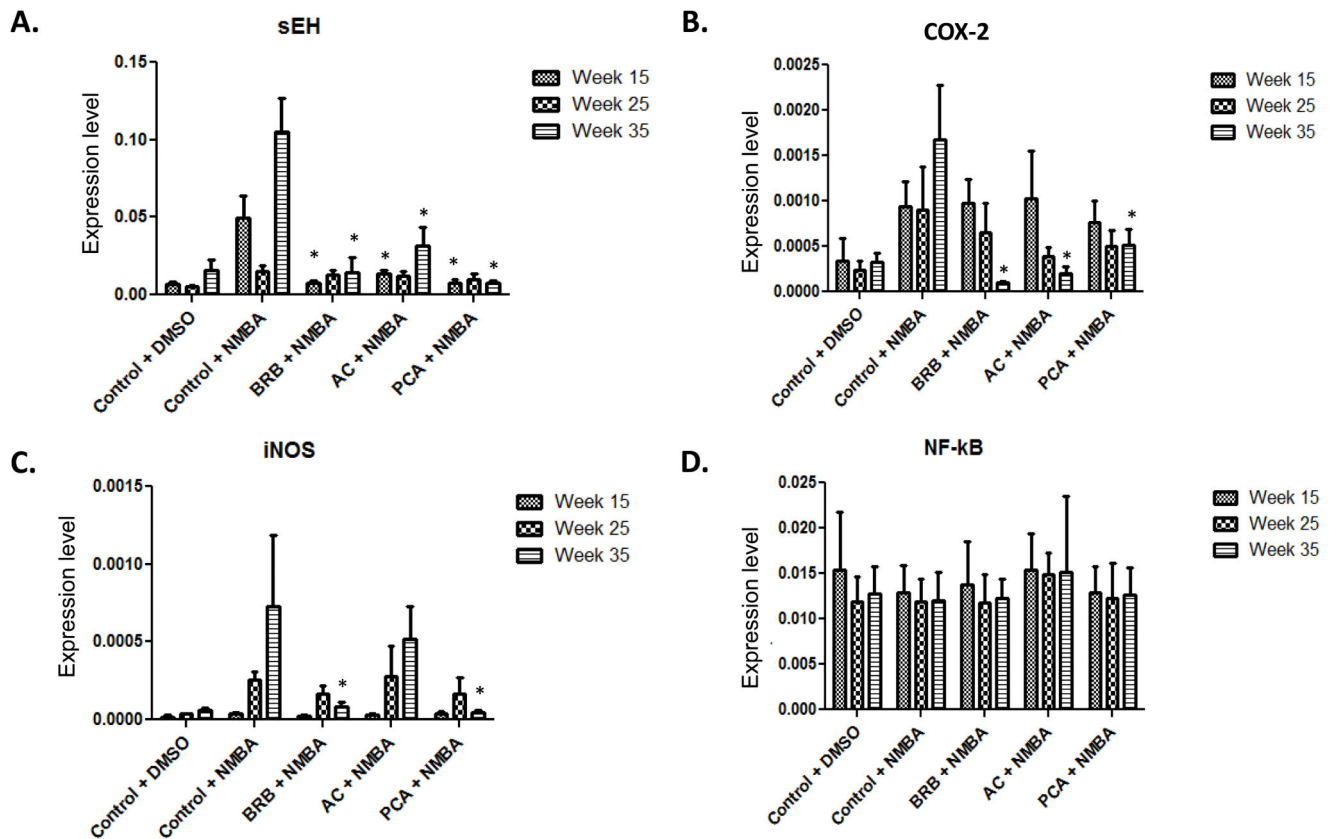 A.
sEH
Expression level
0.15
0.10
0.05
0.00
Week 15
Week 25
Week 35
* * * * * *
Control + DMSO
Control + NMBA
BRB + NMBA
AC + NMBA
PCA + NMBA
B.
COX-2
Expression level
0.0025
0.0020
0.0015
0.0010
0.0005
0.0000
Week 15
Week 25
Week 35
* * *
Control + DMSO
Control + NMBA
BRB + NMBA
AC + NMBA
PCA + NMBA
C.
iNOS
Expression level
0.0015
0.0010
0.0005
0.0000
Week 15
Week 25
Week 35
* *
Control + DMSO
Control + NMBA
BRB + NMBA
AC + NMBA
PCA + NMBA
D.
NF-kB
Expression level
0.025
0.020
0.015
0.010
0.005
0.000
Week 15
Week 25
Week 35
Control + DMSO
Control + NMBA
BRB + NMBA
AC + NMBA
PCA + NMBA